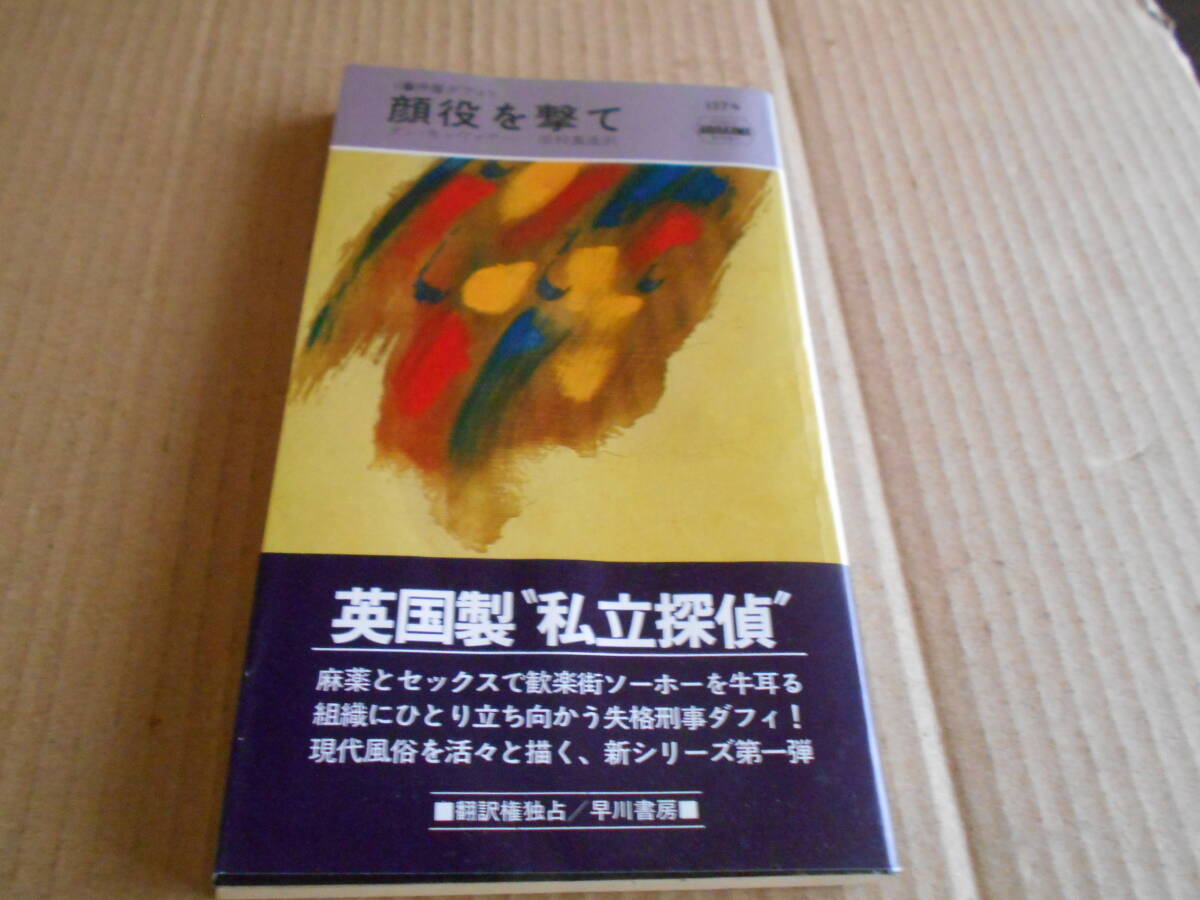 顔役を撃て
英国製〝私立探偵〟
麻薬とセックスで歓楽街ソーホーを牛耳る
組織にひとり立ち向かう失格刑事ダフィ！
現代風俗を活々と描く、新シリーズ第一弾
■翻訳権独占／早川書房■